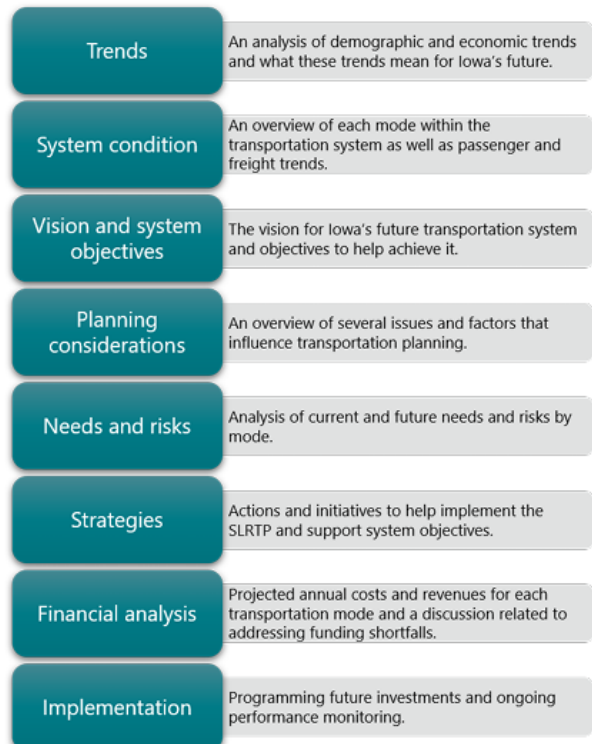 Trends
An analysis of demographic and economic trends
and what these trends mean for Iowa's future.
System condition
An overview of each mode within the
transportation system as well as passenger and
freight trends.
Vision and system
objectives
The vision for Iowa's future transportation system
and objectives to help achieve it.
Planning
considerations
An overview of several issues and factors that
influence transportation planning.
Needs and risks
Analysis of current and future needs and risks by
mode.
Strategies
Actions and initiatives to help implement the
SLRTP and support system objectives.
Financial analysis
Projected annual costs and revenues for each
transportation mode and a discussion related to
addressing funding shortfalls.
Implementation
Programming future investments and ongoing
performance monitoring.